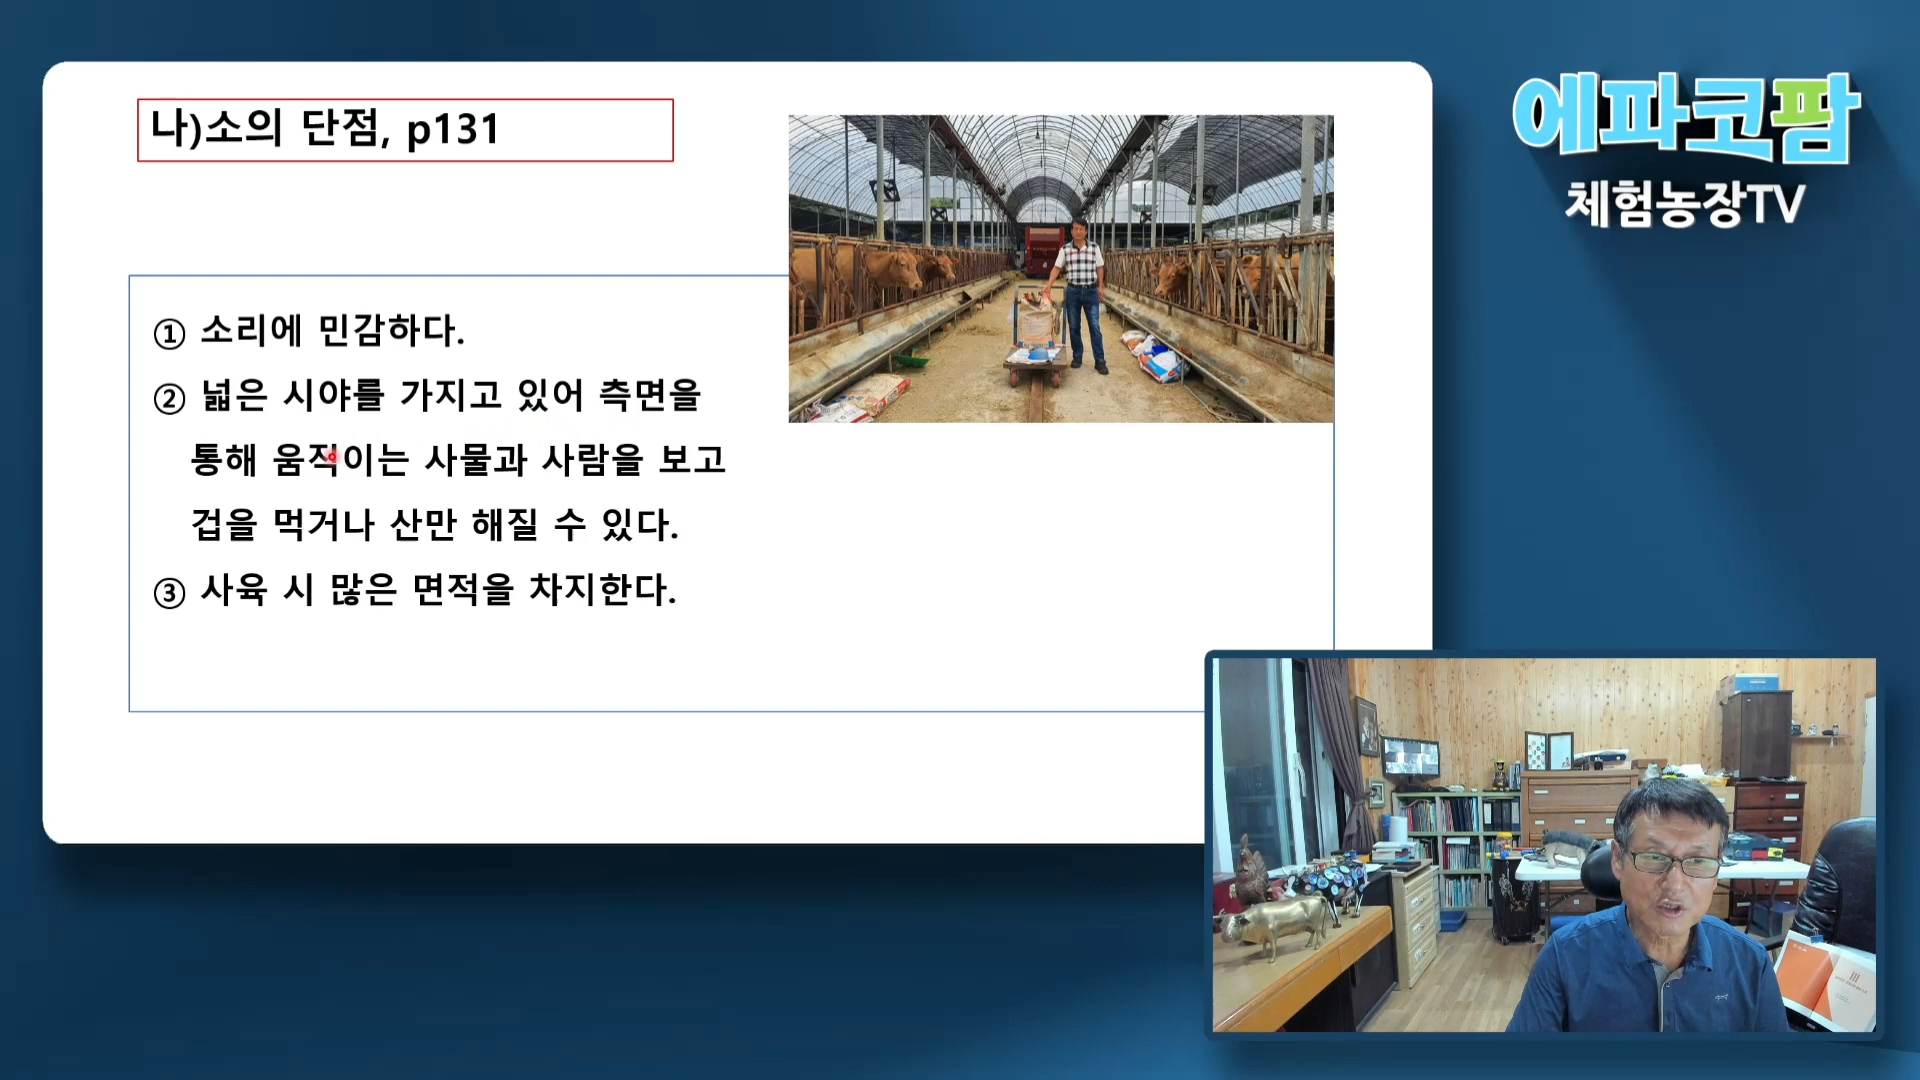 나)소의 단점, p131
① 소리에 민감하다.
② 넓은 시야를 가지고 있어 측면을
통해 움직이는 사물과 사람을 보고
겁을 먹거나 산만 해질 수 있다.
③ 사육 시 많은 면적을 차지한다.
에파코팜
체험농장TV